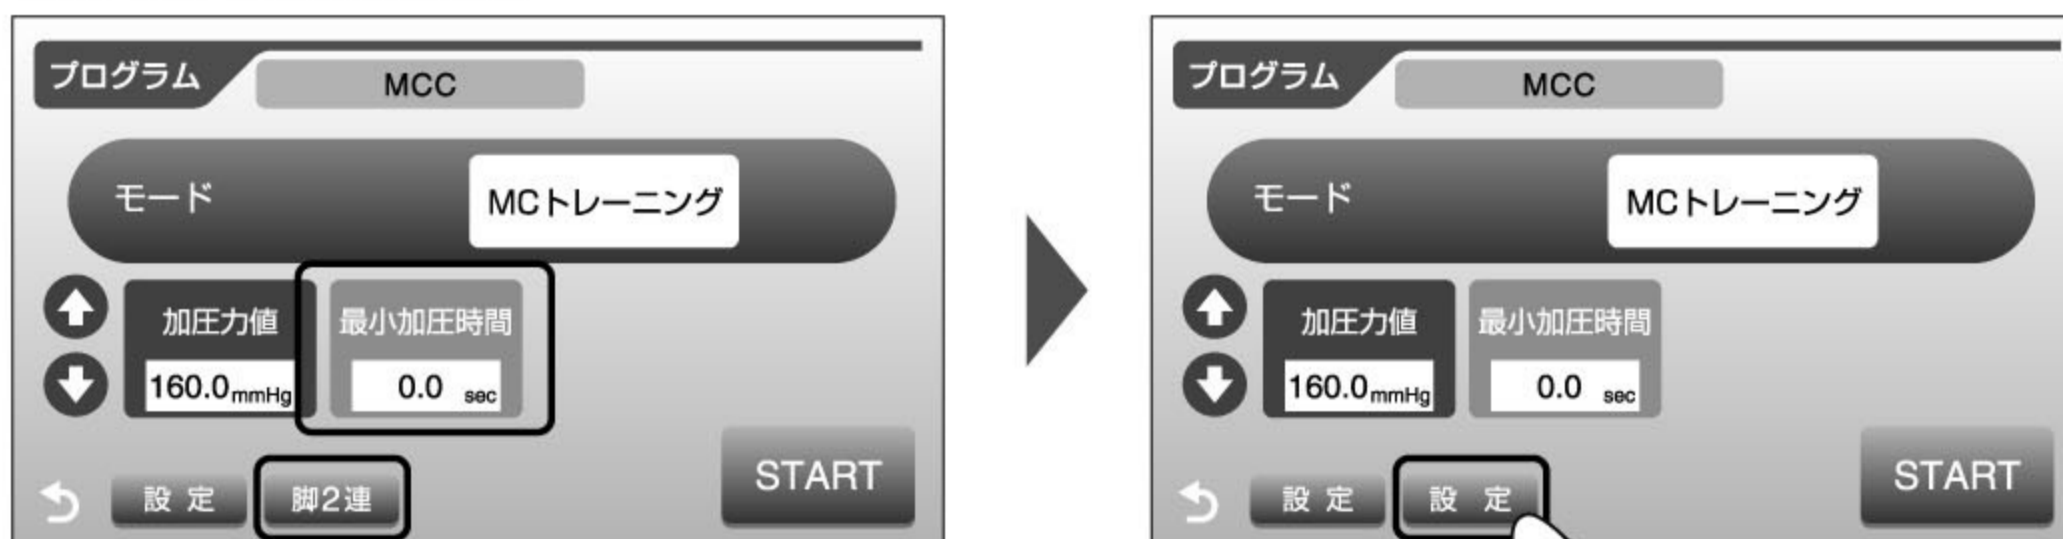 プログラム
MCC
モード
MCトレーニング
加圧力値
最小加圧時間
160.0mmHg
0.0 sec
設 定
脚2連
START
プログラム
MCC
モード
MCトレーニング
加圧力値
最小加圧時間
160.0mmHg
0.0 sec
設 定
設 定
START